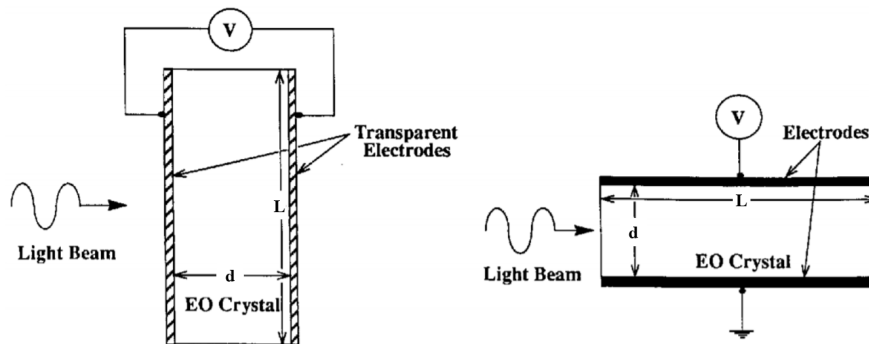 V
Transparent
Electrodes
L
Light Beam
d
EO Crystal
V
Electrodes
L
d
Light Beam
EO Crystal